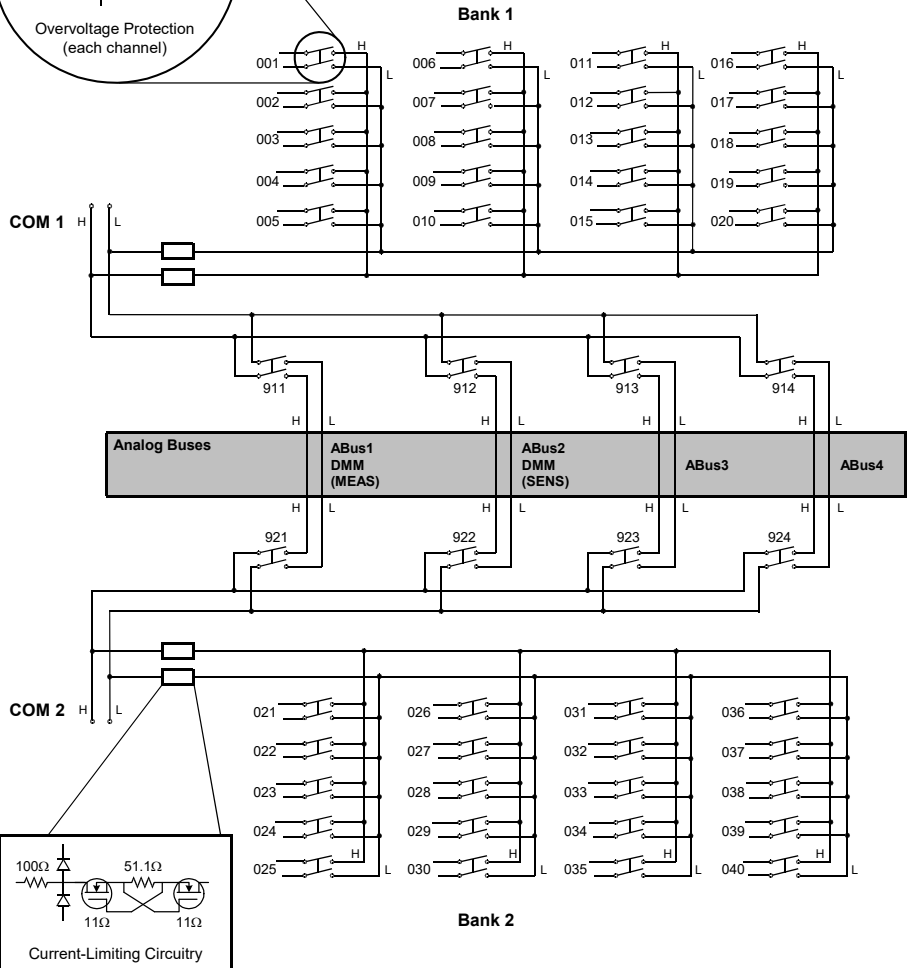 Bank 1
Overvoltage Protection
(each channel)
H H H H
L L L L
001 006 011 016
002 007 012 017
003 008 013 018
004 009 014 019
005 010 015 020
COM 1 H L
911 912 913 914
H L H L H L H L
Analog Buses
ABus1
DMM
(MEAS)
ABus2
DMM
(SENS)
ABus3
ABus4
H L H L H L H L
921 922 923 924
COM 2 H L
021 026 031 036
022 027 032 037
023 028 033 038
024 029 034 039
025 030 035 040
H H H H
L L L L
100Ω 51.1Ω
11Ω 11Ω
Current-Limiting Circuitry
Bank 2